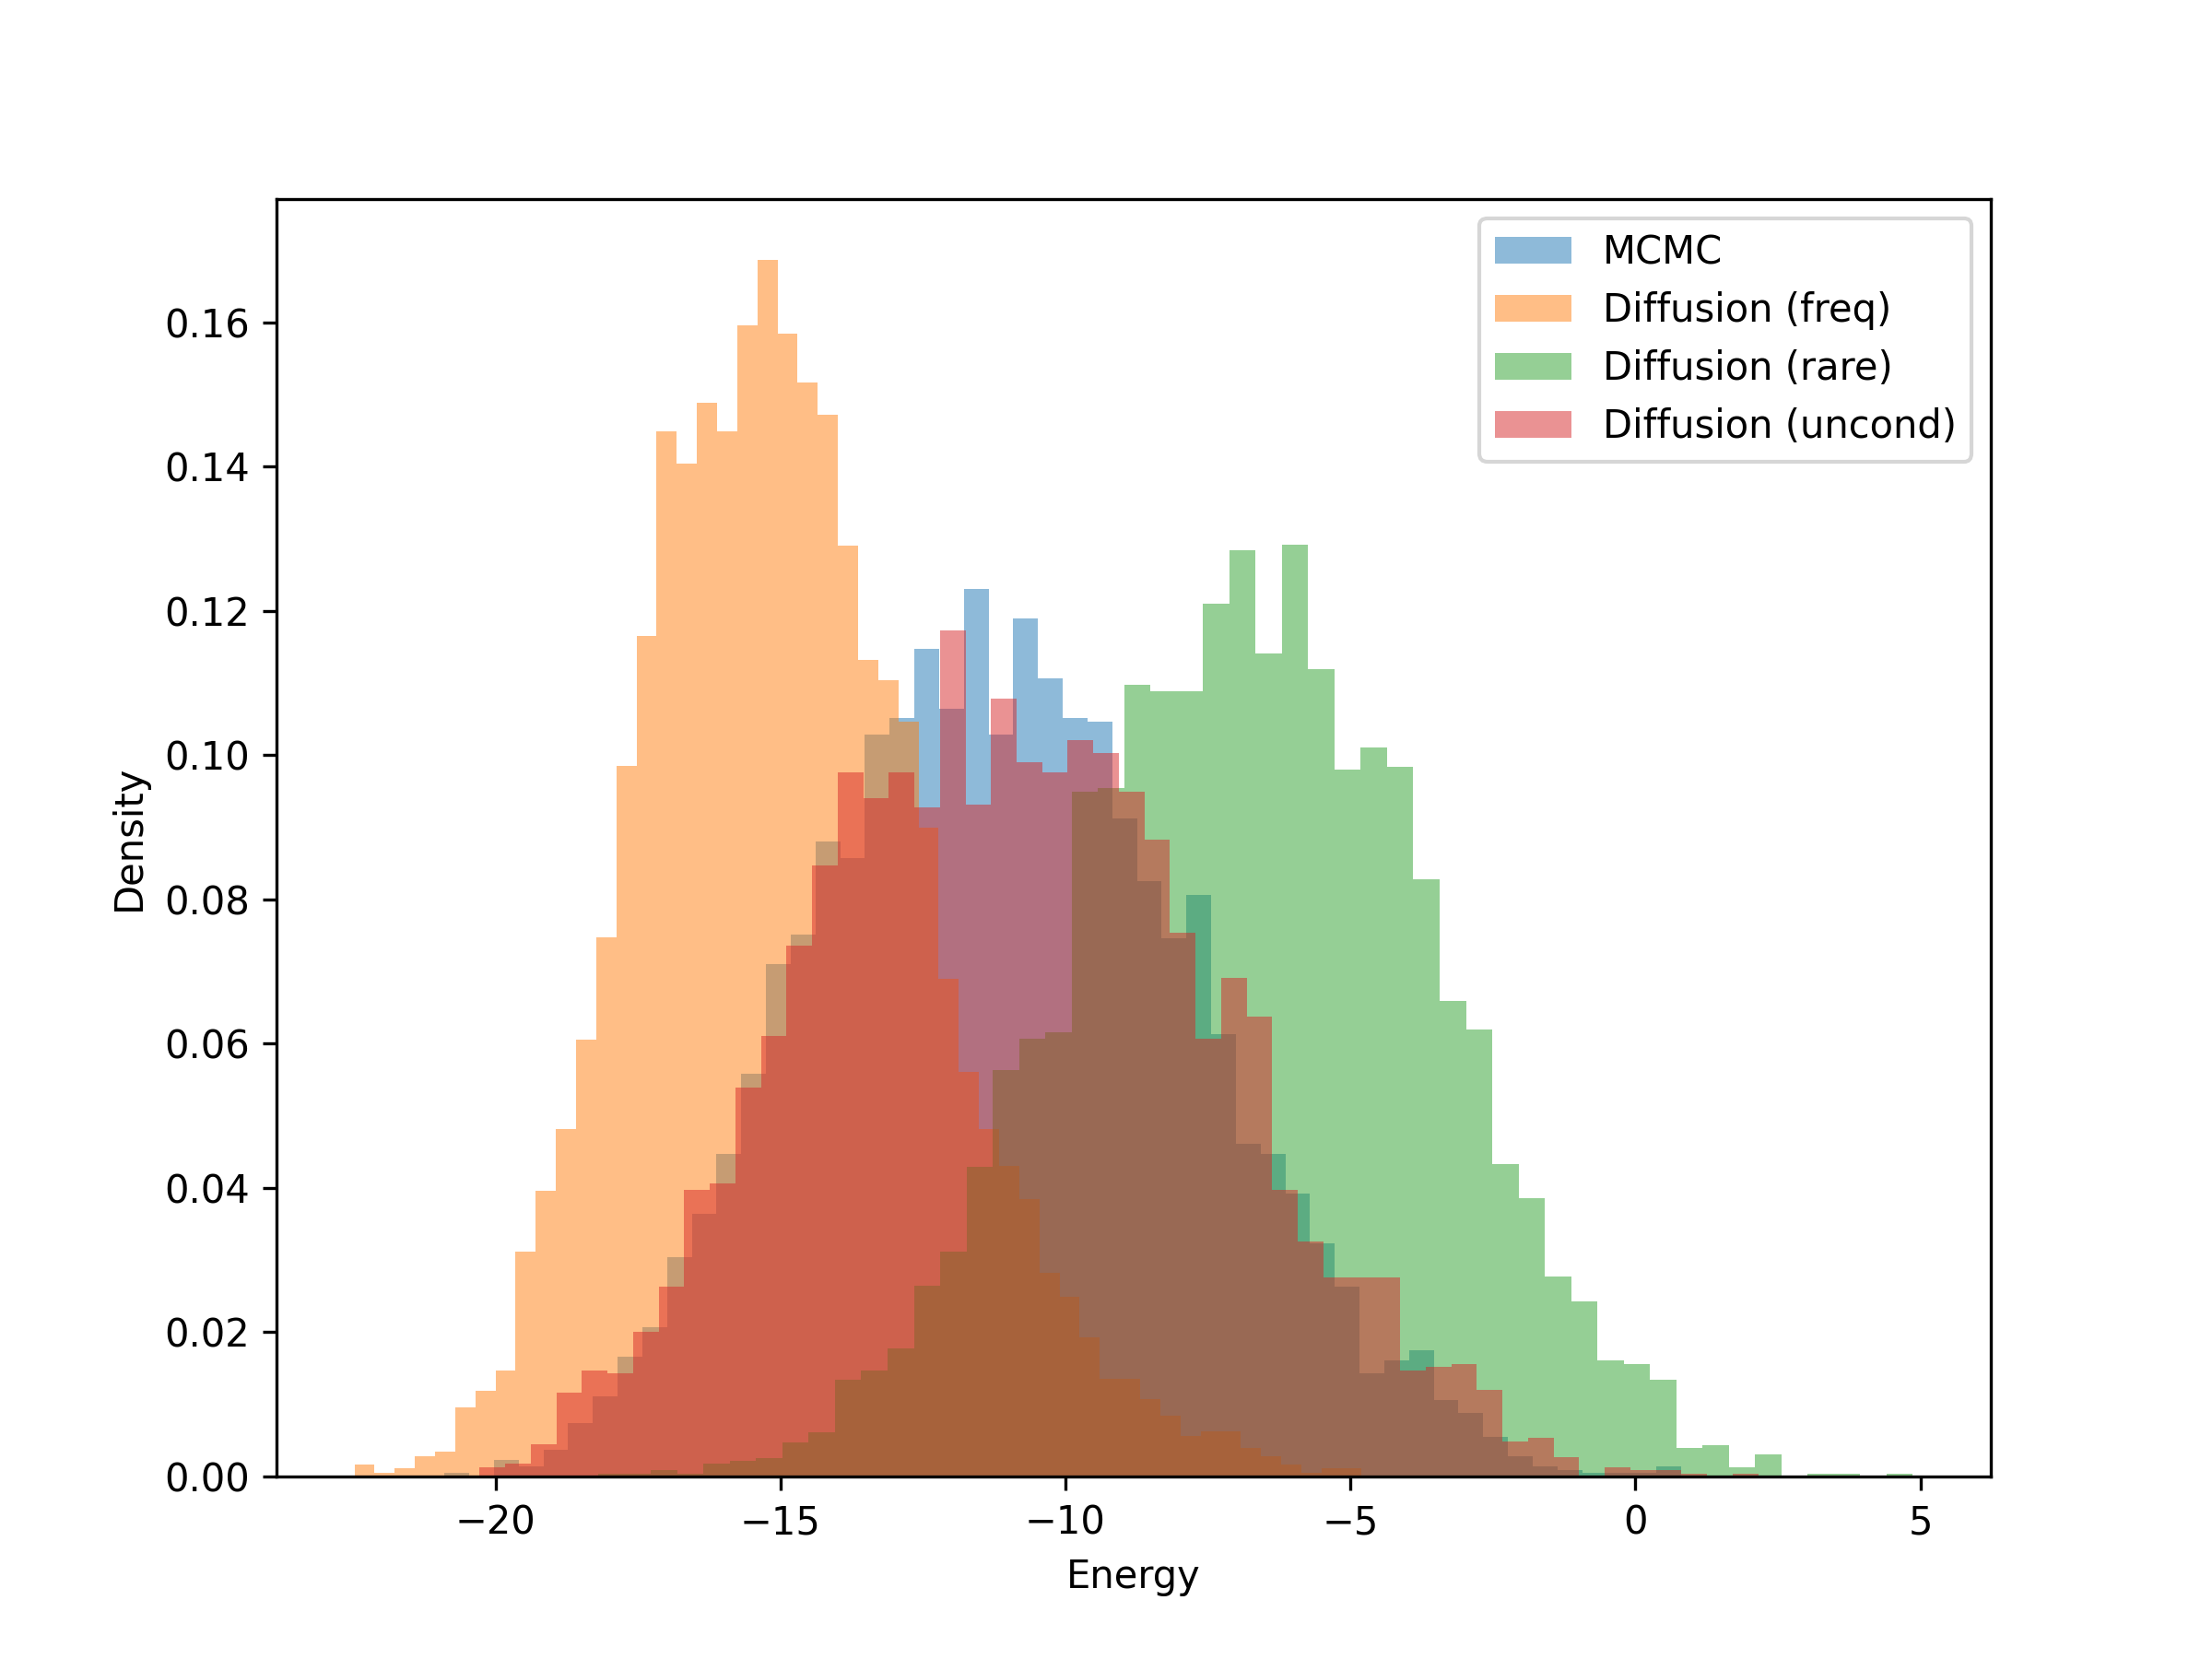 MCMC
Diffusion (freq)
Diffusion (rare)
Diffusion (uncond)
0.16
0.14
0.12
0.10
0.08
0.06
0.04
0.02
0.00
Density
−20 −15 −10 −5 0 5
Energy